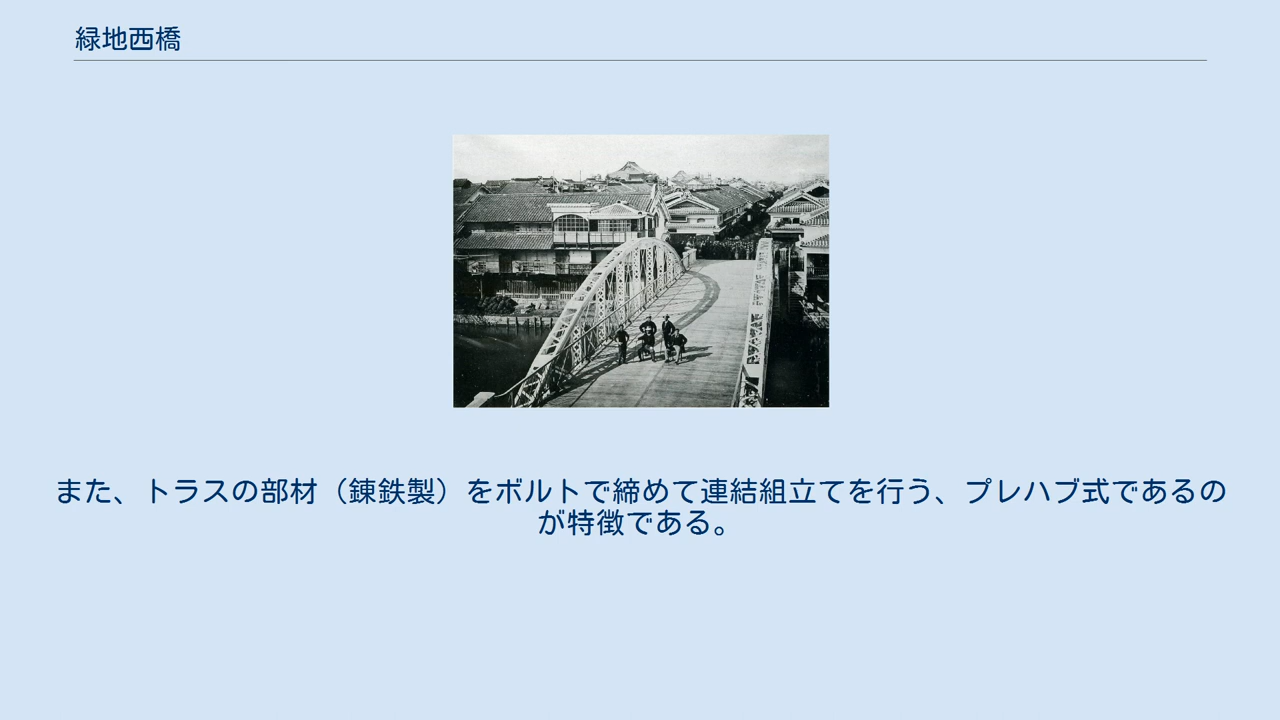 緑地西橋
また、トラスの部材（錬鉄製）をボルトで締めて連結組立てを行う、プレハブ式であるの
が特徴である。